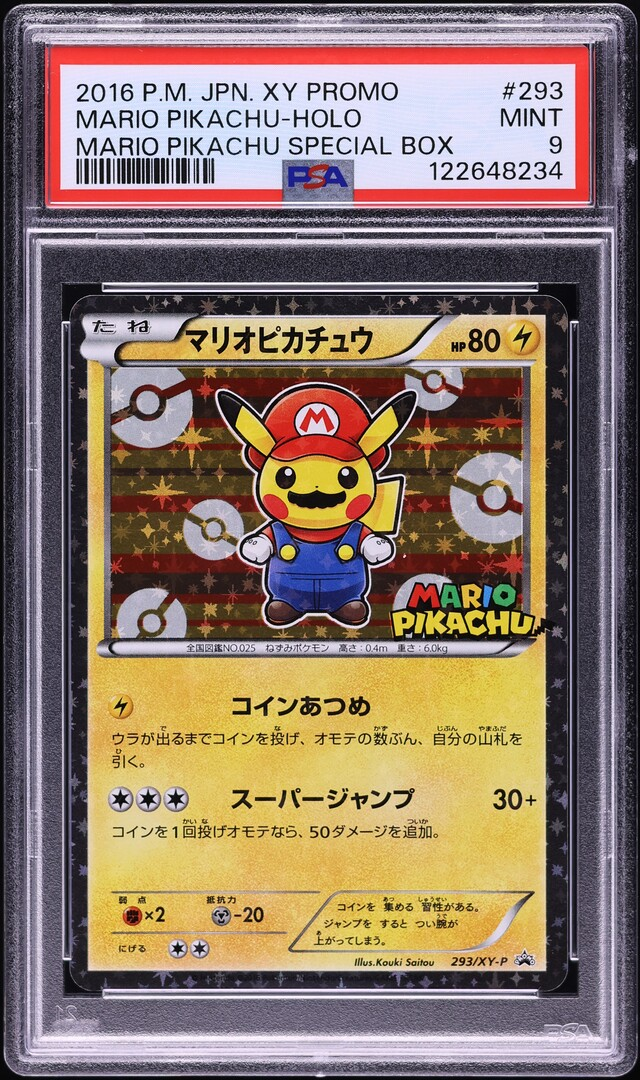 2016 P.M. JPN. XY PROMO #293
MARIO PIKACHU-HOLO MINT
MARIO PIKACHU SPECIAL BOX 9
PSA 122648234
たね マリオピカチュウ HP80
M
MARIO
PIKACHU
全国図鑑NO.025 ねずみポケモン 高さ:0.4m 重さ:6.0kg
コインあつめ
ウラが出るまでコインを投げ、オモテの数ぶん、自分の山札を
引く。
スーパージャンプ 30+
コインを1回投げオモテなら、50ダメージを追加。
弱点 抵抗力
×2 -20
にげる
コインを集める習性がある。
ジャンプをするとつい腕が
上がってしまう。
Illus.Kouki Saitou 293/XY-P
PSA